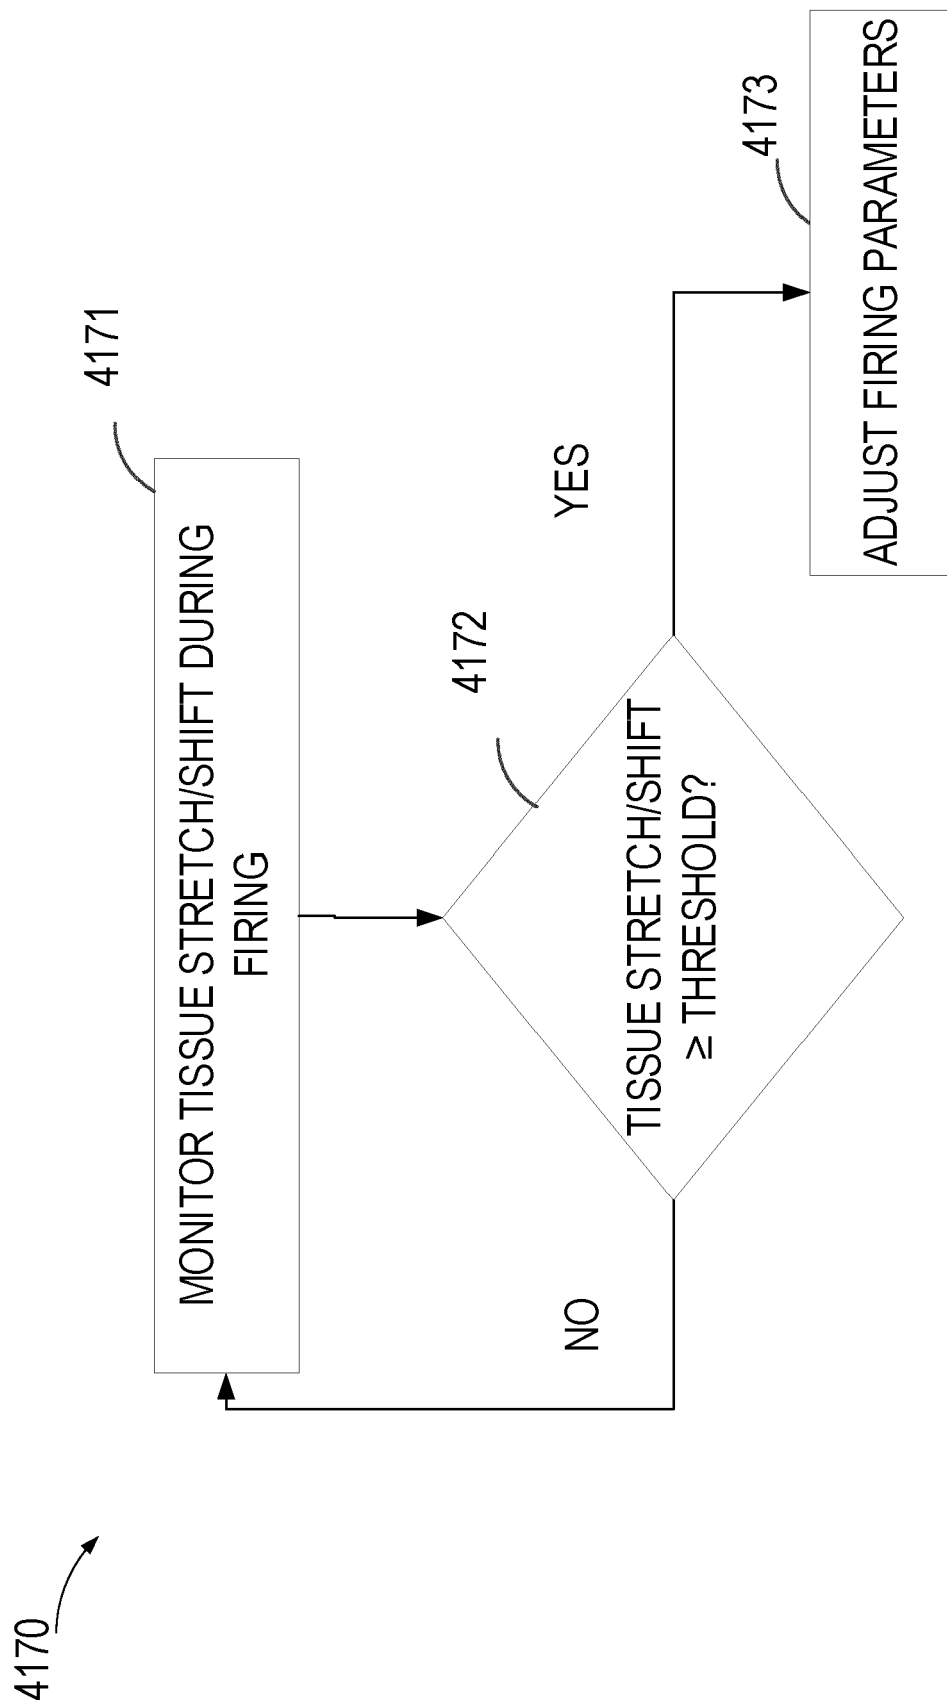 4170
4171
MONITOR TISSUE STRETCH/SHIFT DURING
FIRING
4172
TISSUE STRETCH/SHIFT
≥ THRESHOLD?
NO
YES
4173
ADJUST FIRING PARAMETERS